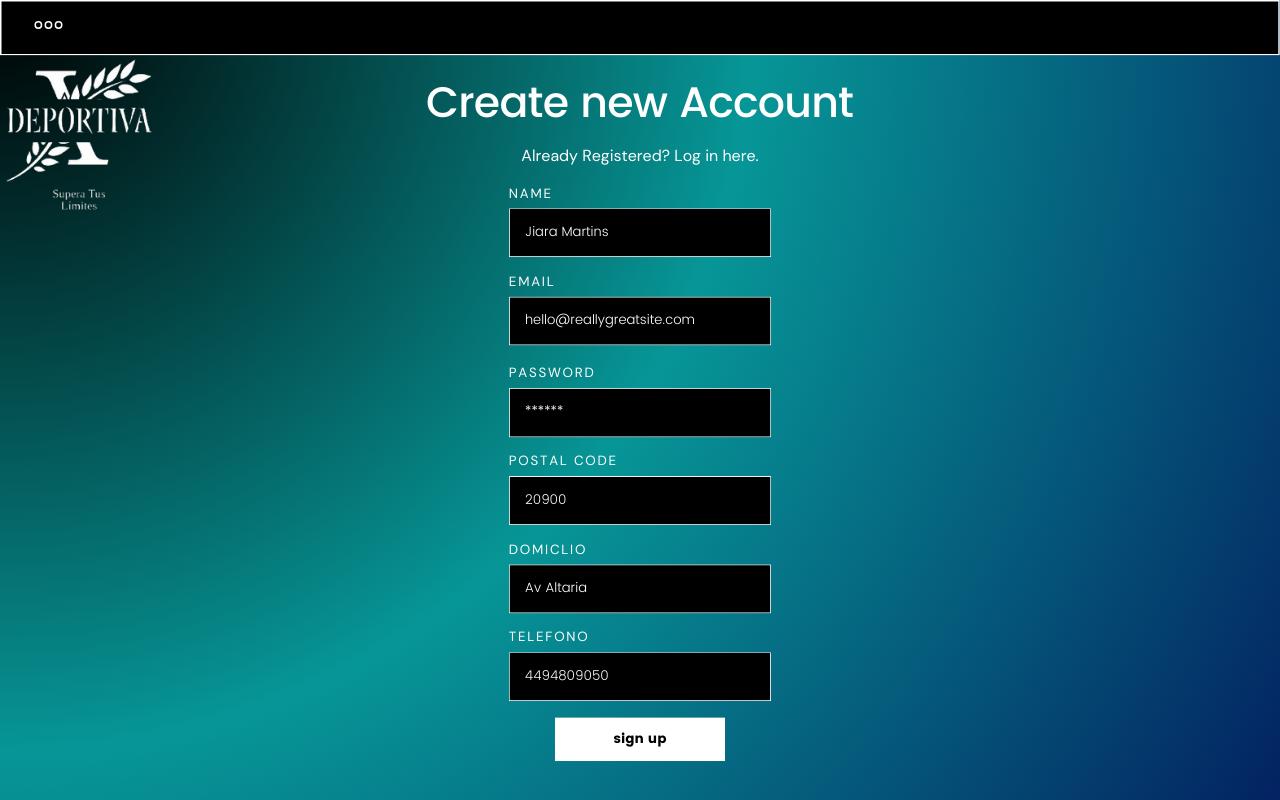 DEPORTIVA
Supera Tus
Limites
Create new Account
Already Registered? Log in here.
NAME
Jiara Martins
EMAIL
hello@reallygreatsite.com
PASSWORD
******
POSTAL CODE
20900
DOMICLIO
Av Altaria
TELEFONO
4494809050
sign up